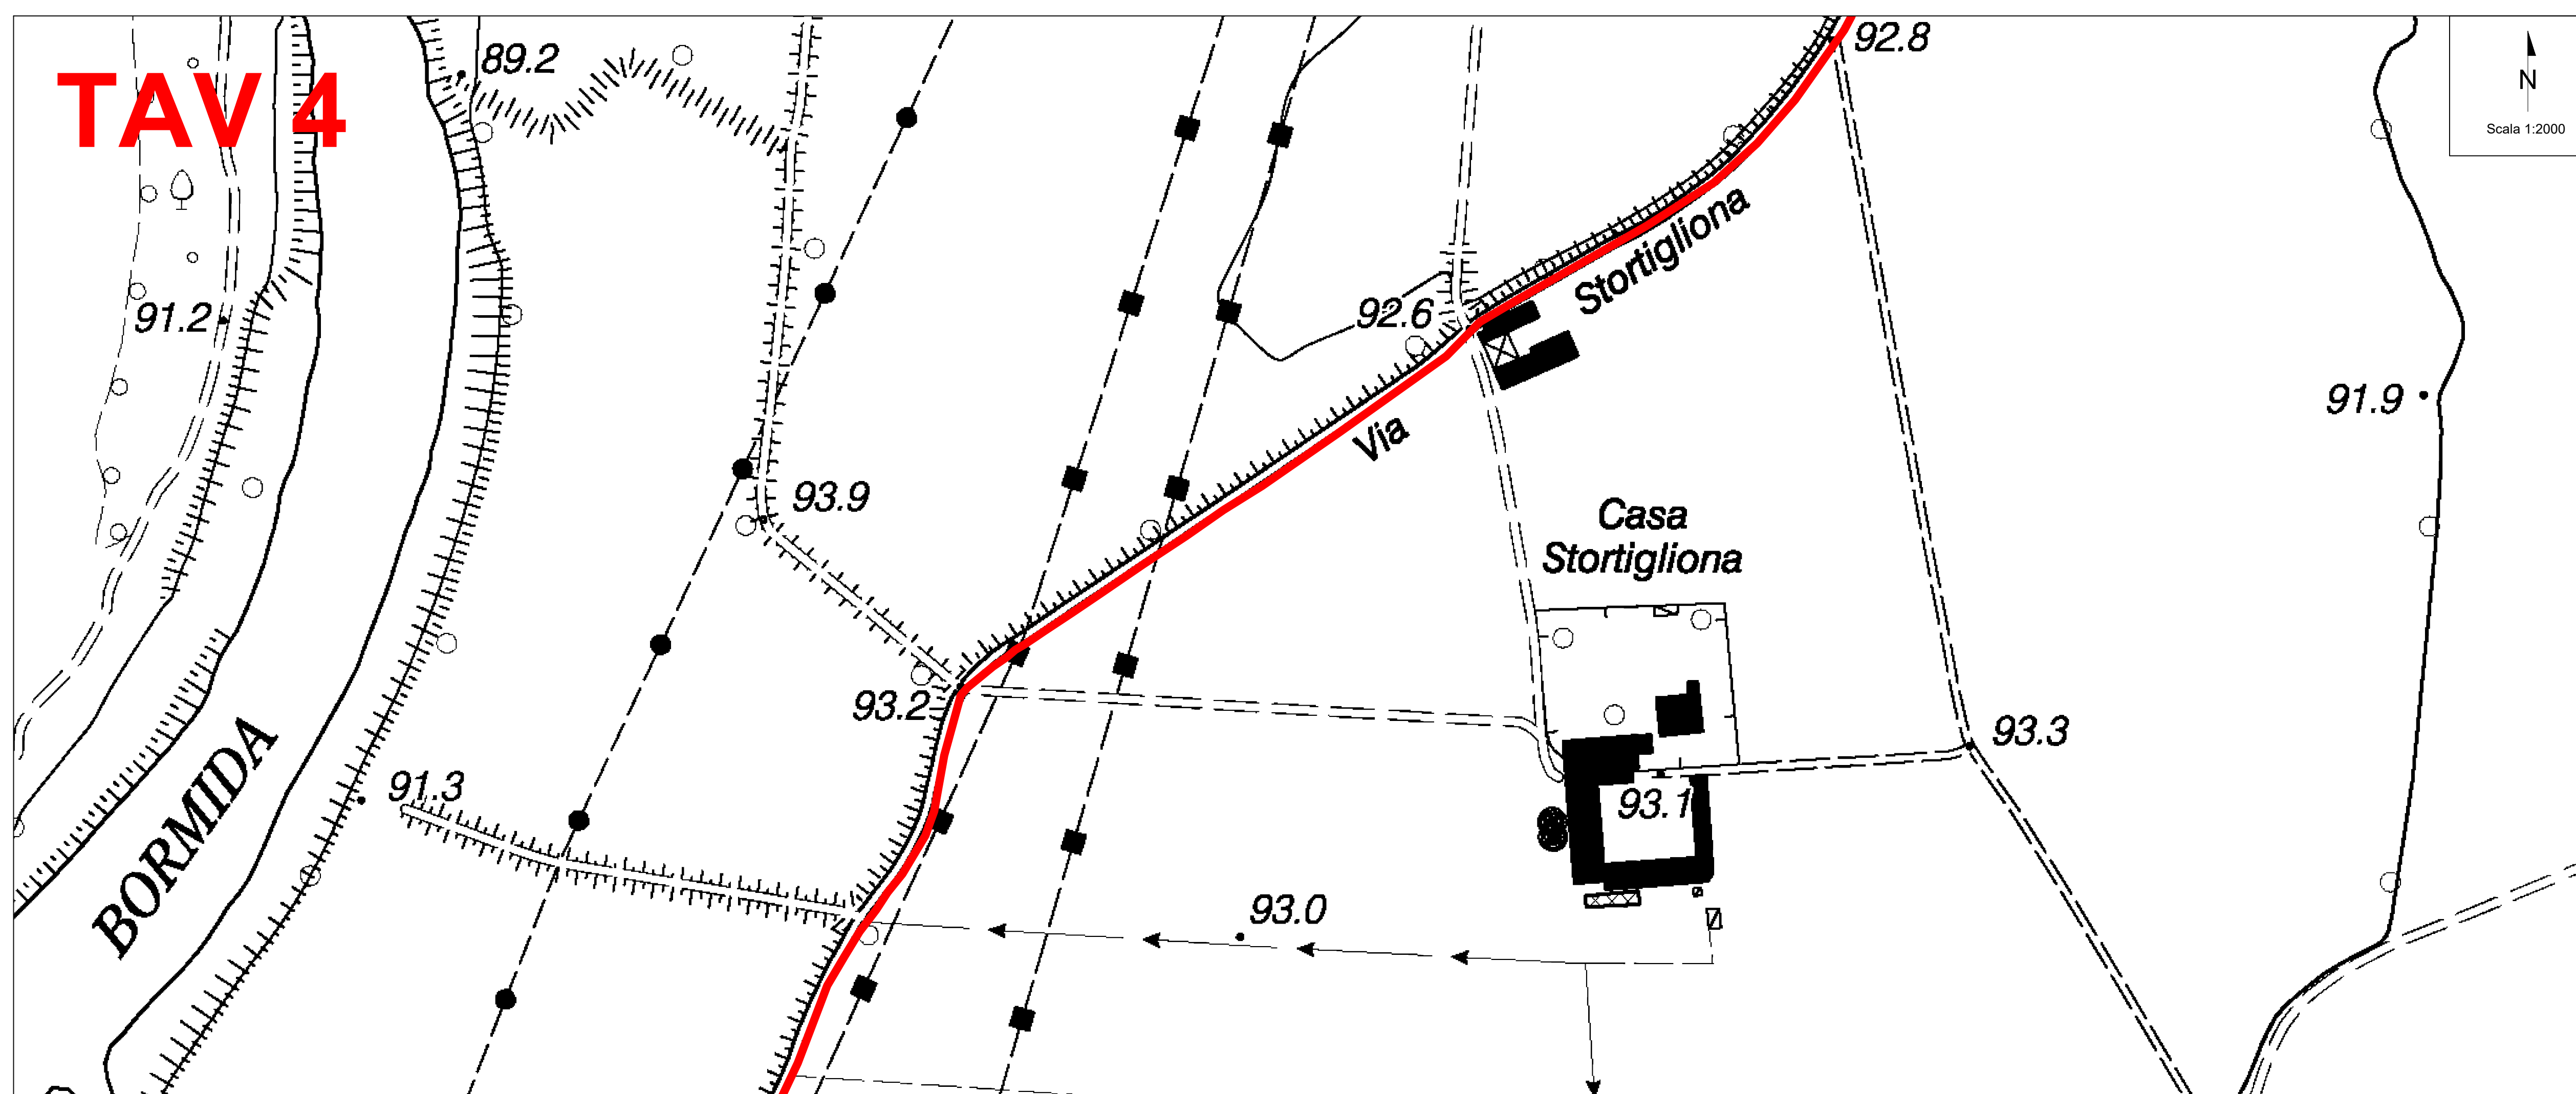 TAV 4
89.2
92.8
N
Scala 1:2000
91.2
92.6
Via Stortigliona
91.9
93.9
Casa
Stortigliona
93.2
93.3
BORMIDA
91.3
93.1
93.0